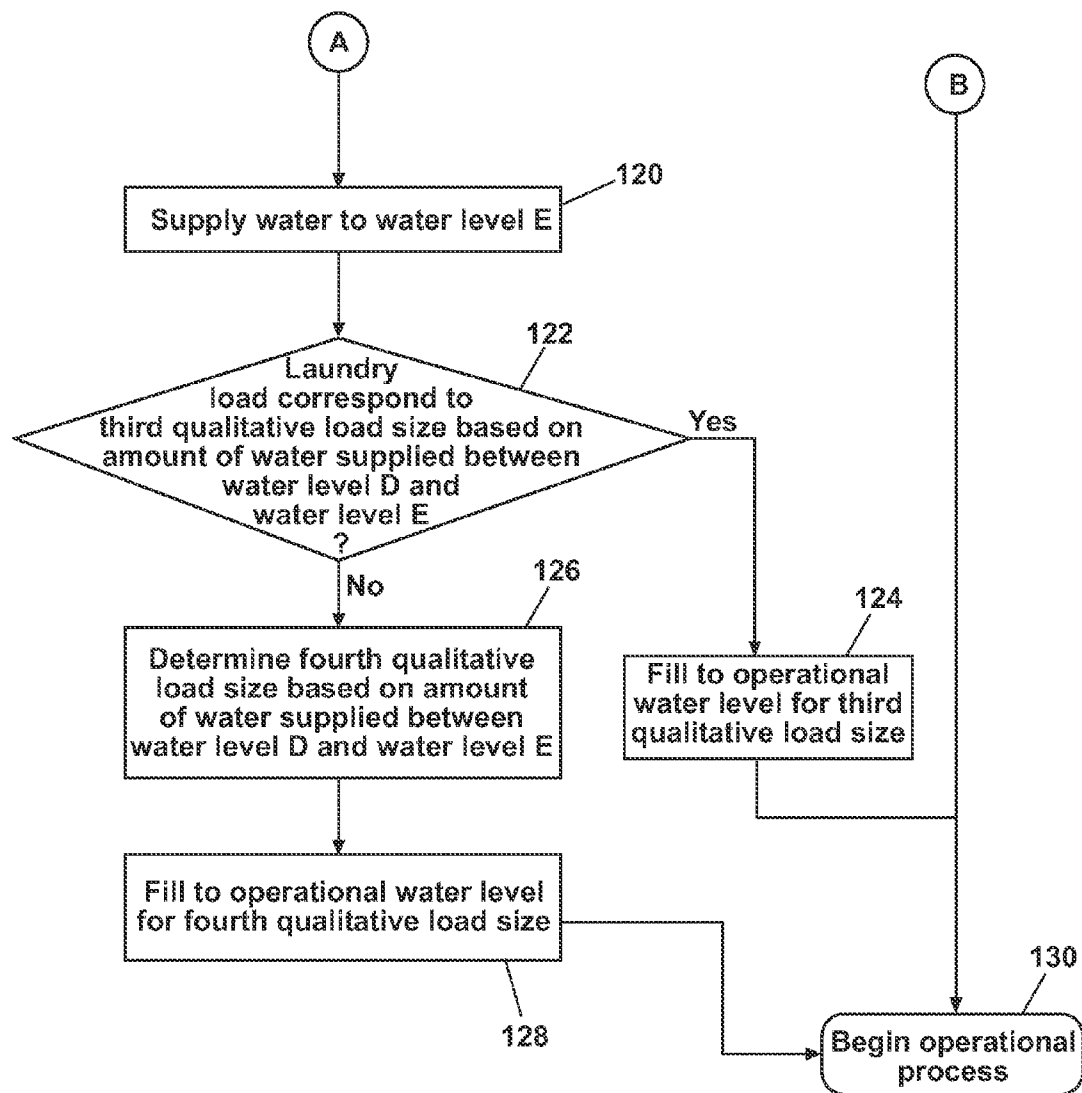 A
B
120
Supply water to water level E
122
Laundry
load correspond to
third qualitative load size based on
amount of water supplied between
water level D and
water level E
?
Yes
No
126
Determine fourth qualitative
load size based on amount
of water supplied between
water level D and water level E
124
Fill to operational
water level for third
qualitative load size
Fill to operational water level
for fourth qualitative load size
128
130
Begin operational
process